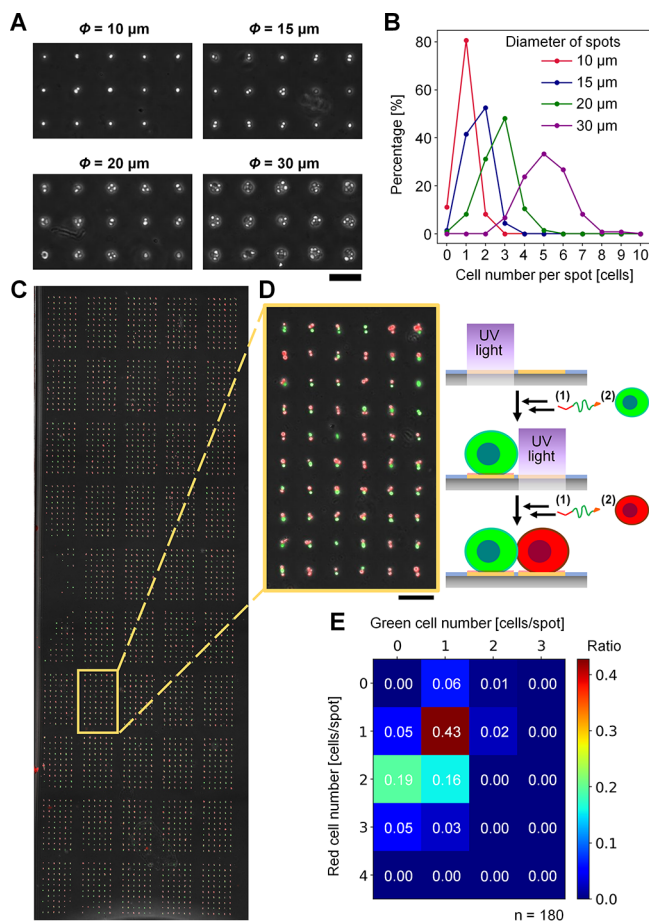 A
Φ = 10 µm
Φ = 15 µm
Φ = 20 µm
Φ = 30 µm
B
Diameter of spots
10 µm
15 µm
20 µm
30 µm
Percentage [%]
80
60
40
20
0
0 1 2 3 4 5 6 7 8 9 10
Cell number per spot [cells]
C
D
UV
light
(1) (2)
UV
light
(1) (2)
E
Green cell number [cells/spot]
0 1 2 3
Ratio
Red cell number [cells/spot]
0 0.00 0.06 0.01 0.00
1 0.05 0.43 0.02 0.00
2 0.19 0.16 0.00 0.00
3 0.05 0.03 0.00 0.00
4 0.00 0.00 0.00 0.00
0.4
0.3
0.2
0.1
0.0
n = 180